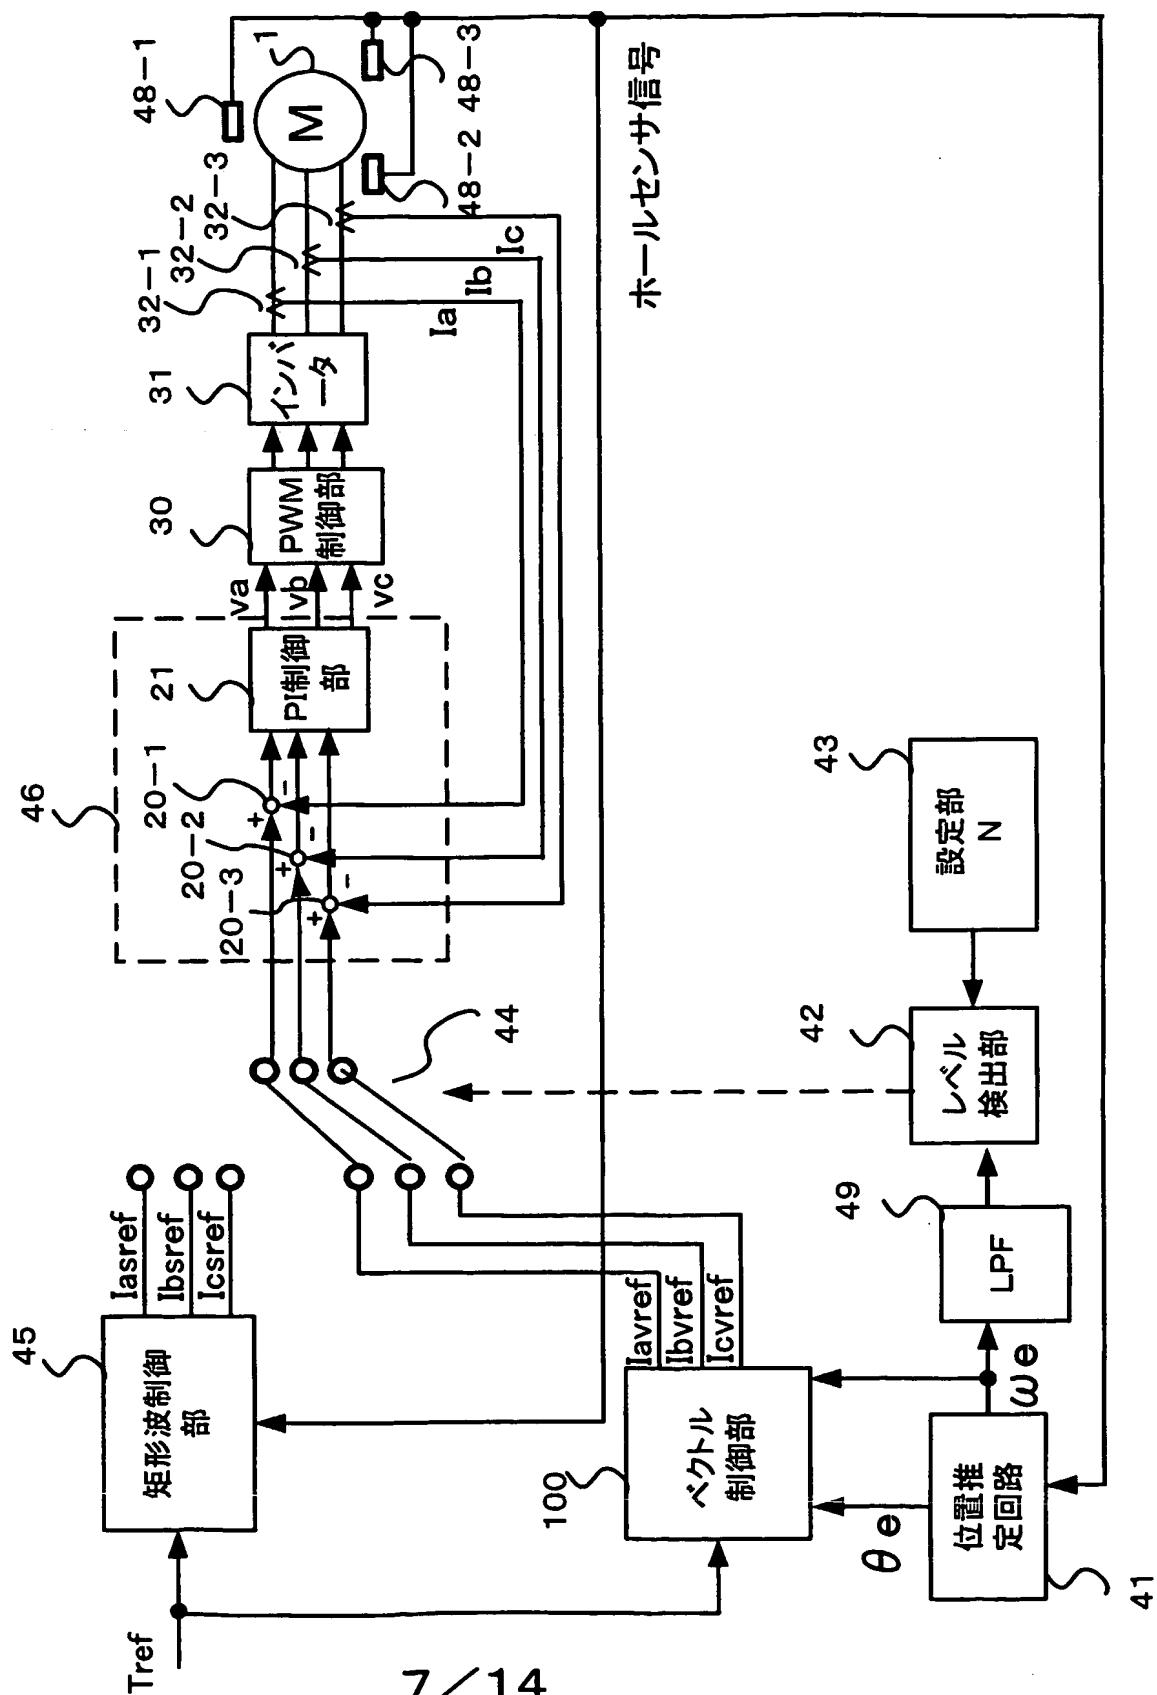 Tref
45
矩形波制御
部
Iasref
Ibsref
Icsref
100
ベクトル
制御部
Iavref
Ibvref
Icvref
θe
ωe
位置推
定回路
41
49
LPF
42
レベル
検出部
43
設定部
N
44
46
20-1
20-2
20-3
+
-
+
-
+
-
21
PI制御
部
va
vb
vc
30
PWM
制御部
31
インバ
ータ
32-1
32-2
32-3
Ia
Ib
Ic
M
1
48-1
48-2
48-3
ホールセンサ信号
7/14